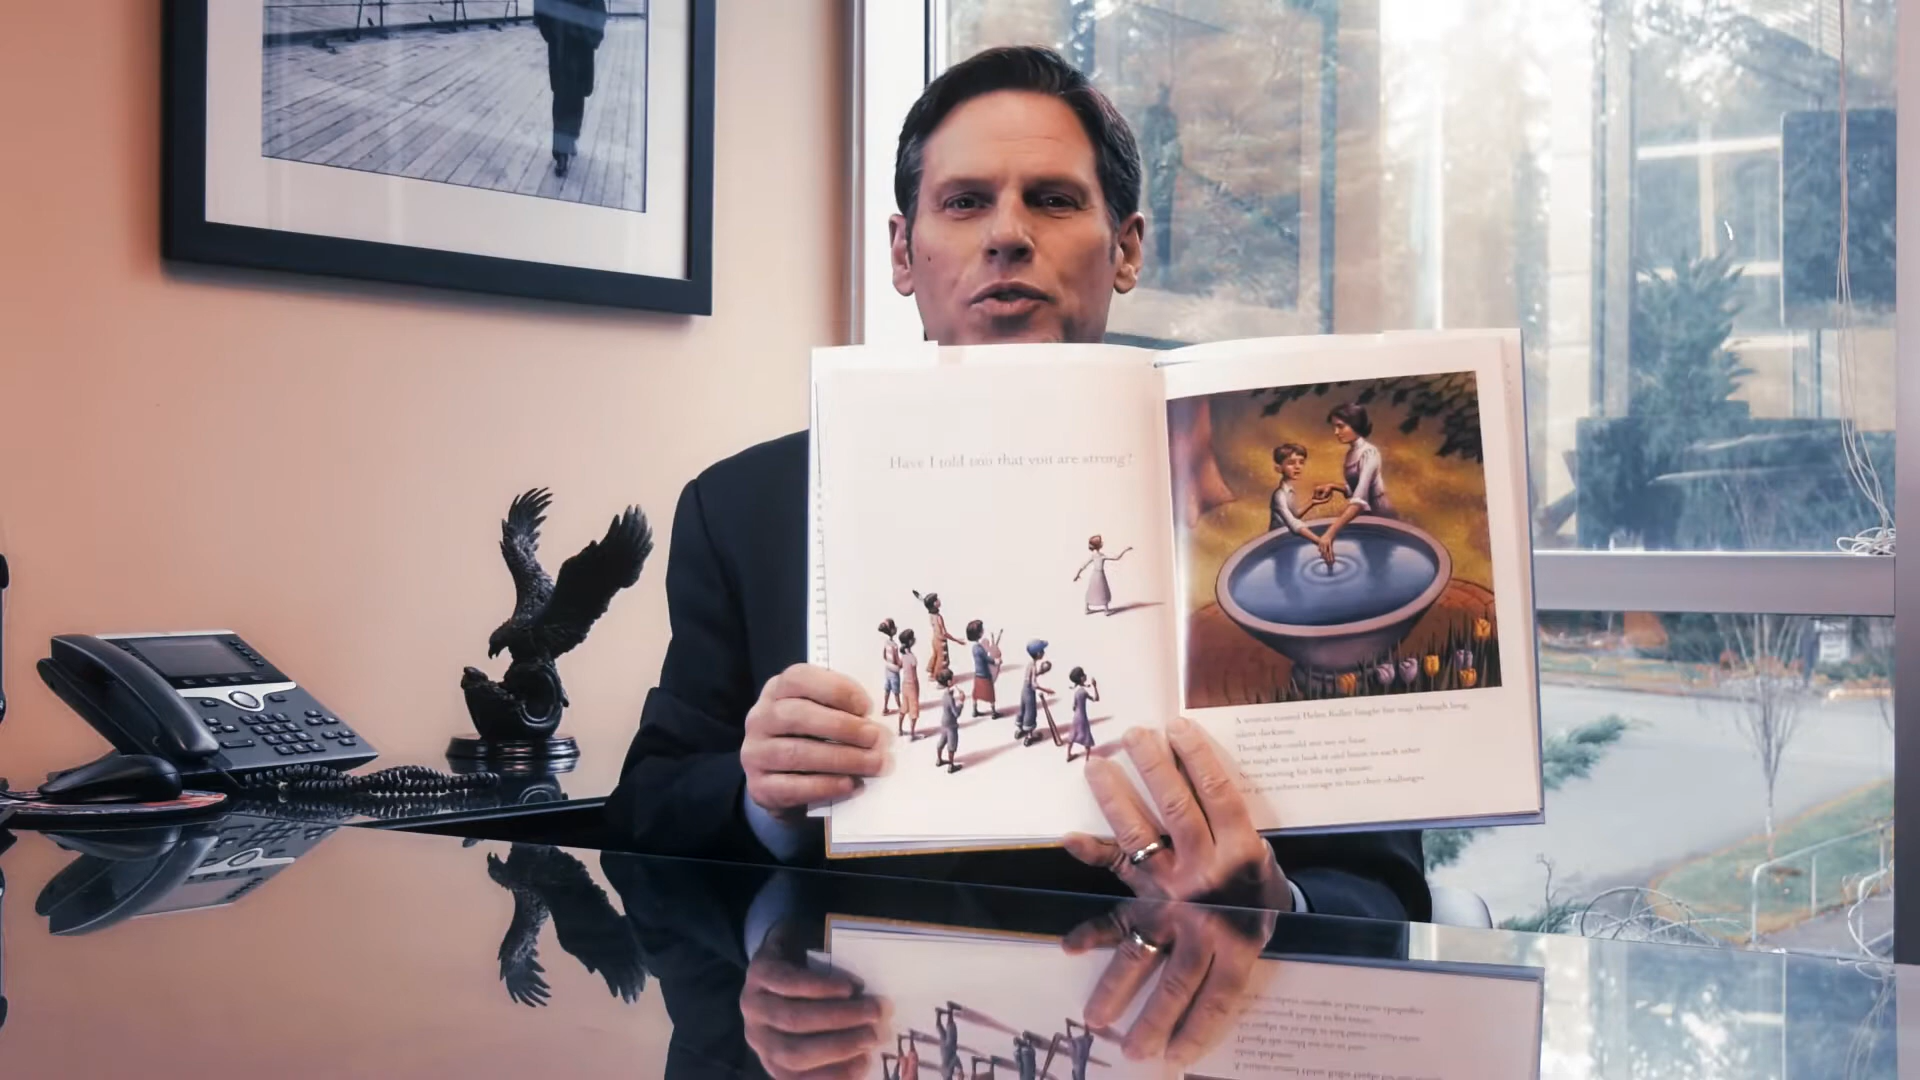 Have I told you that you are strong?
A woman named Helen Keller fought her way through long,
silent darkness.
Though she could not see or hear,
she taught us to look at and listen to each other.
Never waiting for life to get easier,
she gave others courage to face their challenges.